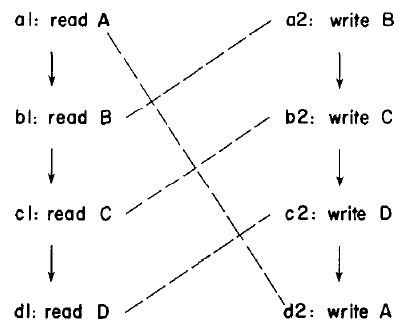 a1: read A
a2: write B
b1: read B
b2: write C
c1: read C
c2: write D
d1: read D
d2: write A